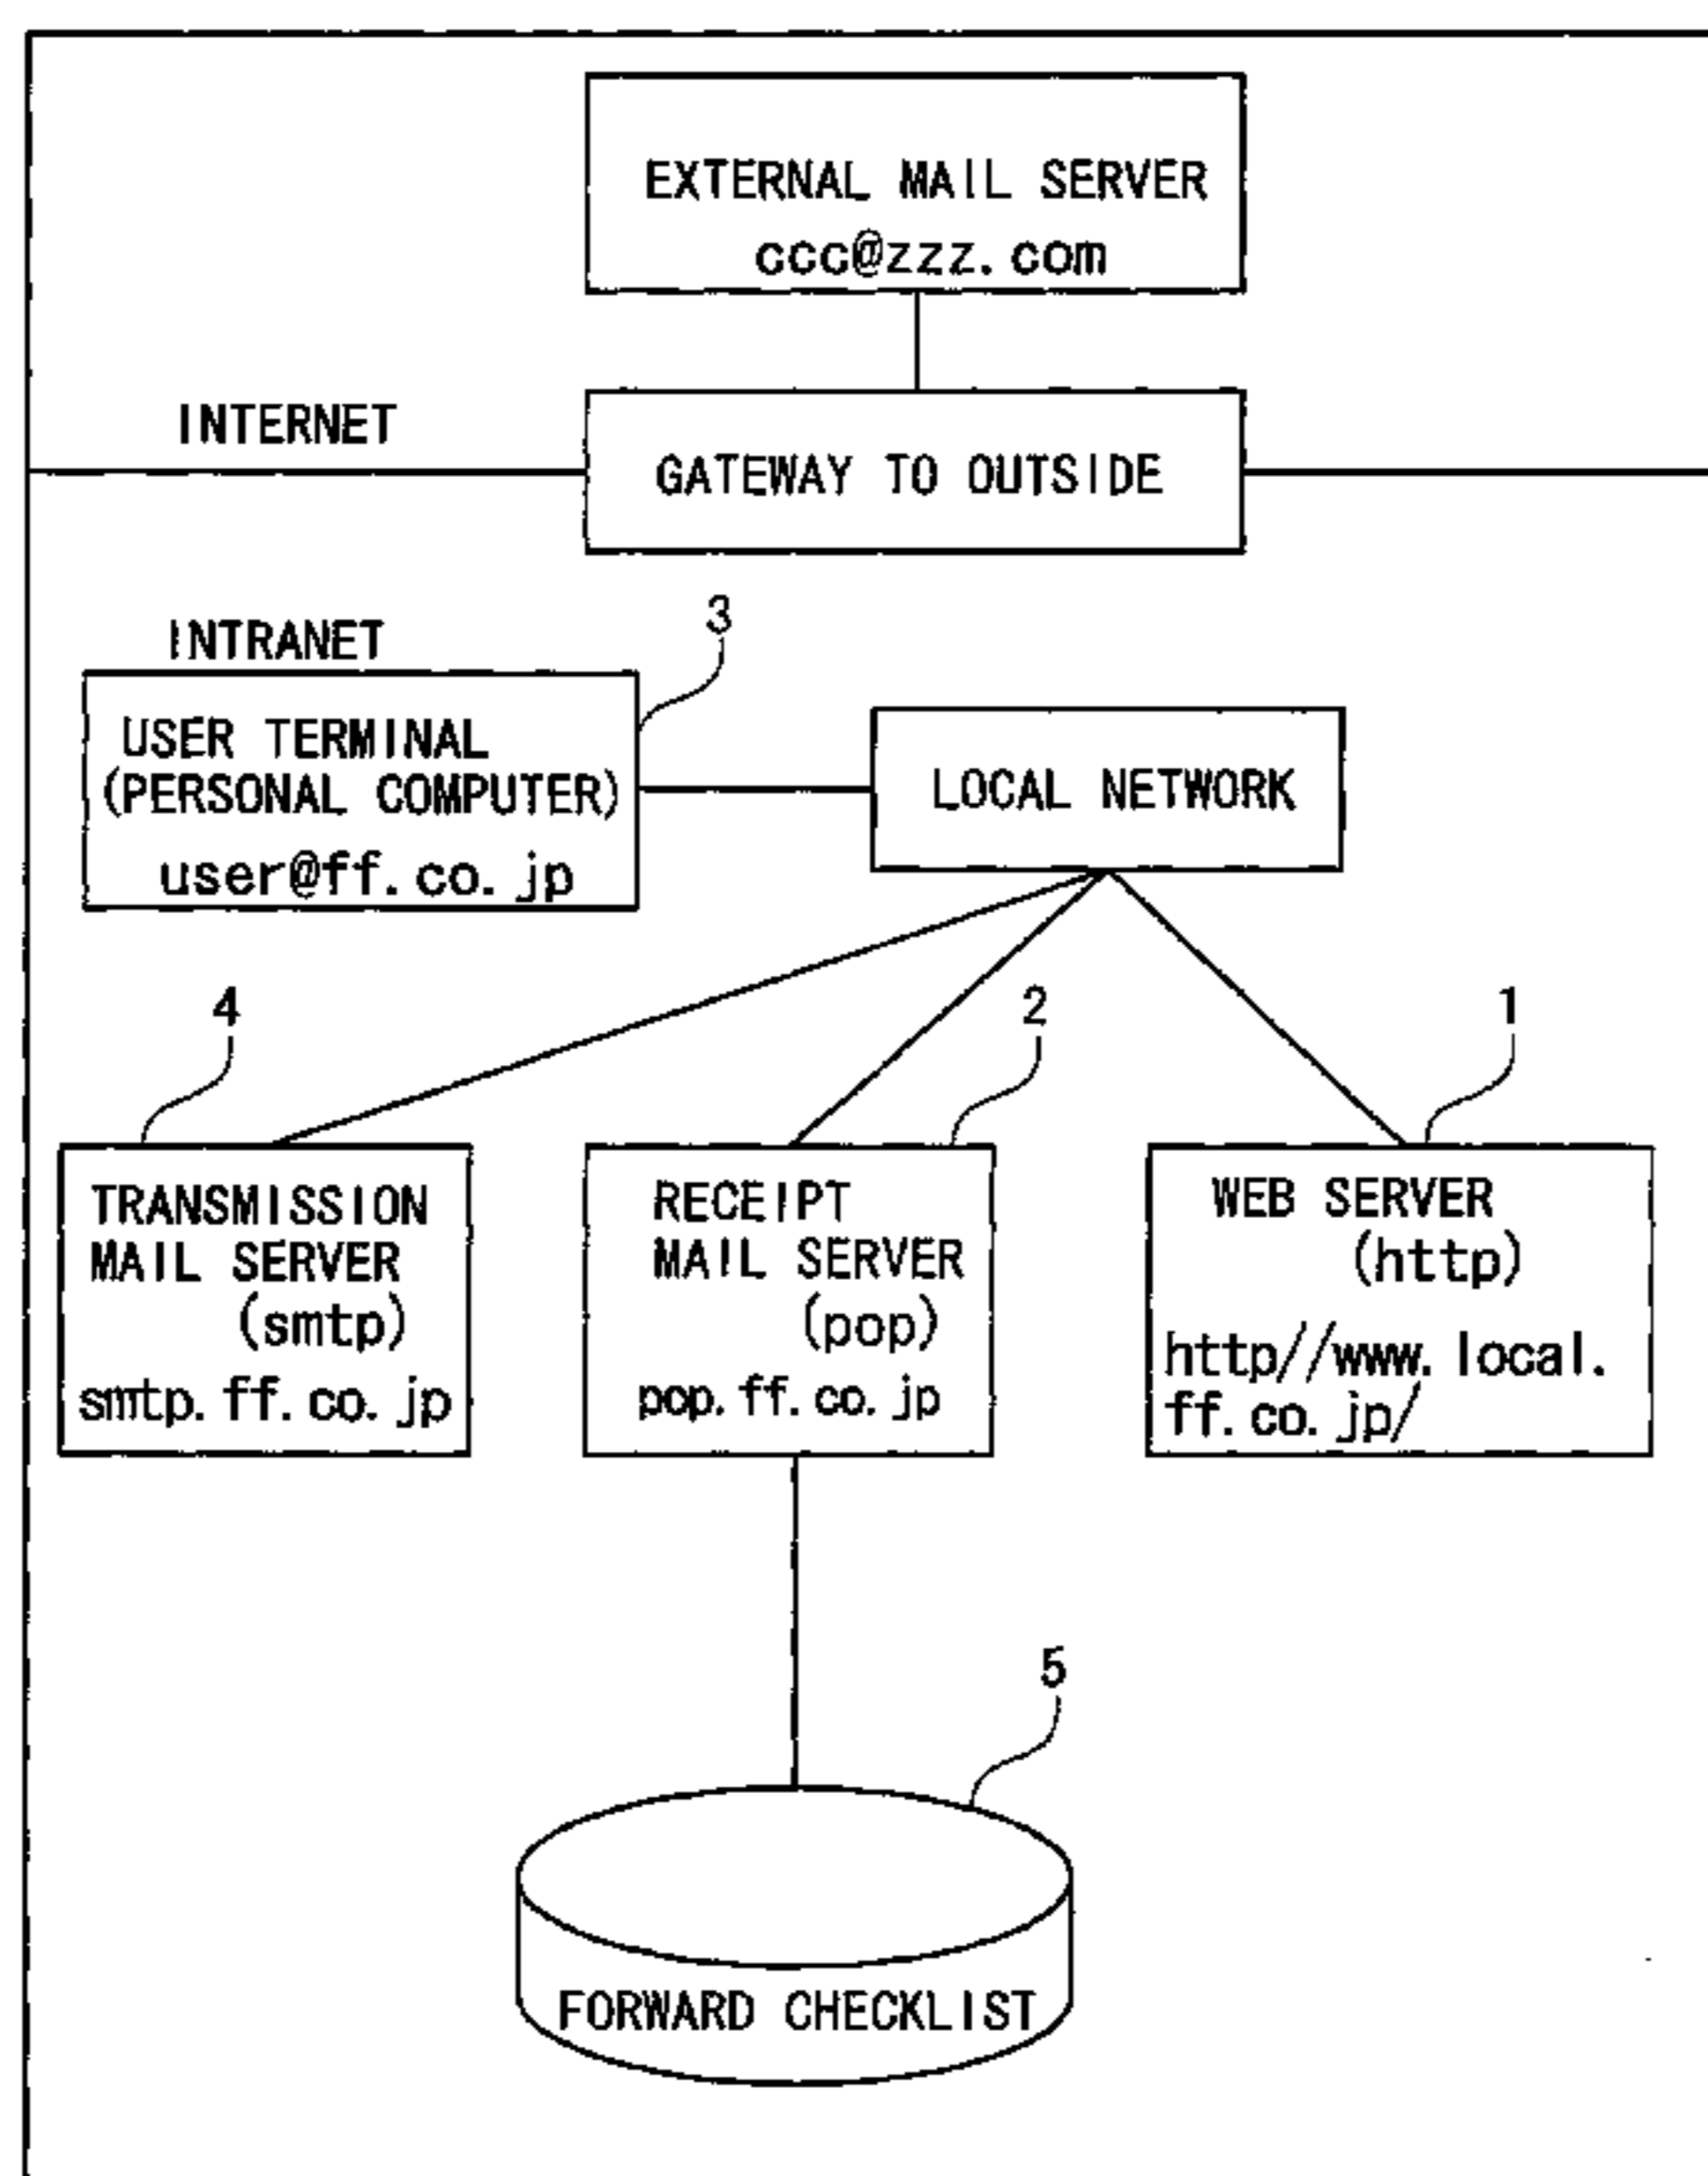 EXTERNAL MAIL SERVER
ccc@zzz.com
INTERNET
GATEWAY TO OUTSIDE
INTRANET
3
USER TERMINAL
(PERSONAL COMPUTER)
user@ff.co.jp
LOCAL NETWORK
4
2
1
TRANSMISSION
MAIL SERVER
(smtp)
smtp.ff.co.jp
RECEIPT
MAIL SERVER
(pop)
pop.ff.co.jp
WEB SERVER
(http)
http//www.local.
ff.co.jp/
5
FORWARD CHECKLIST